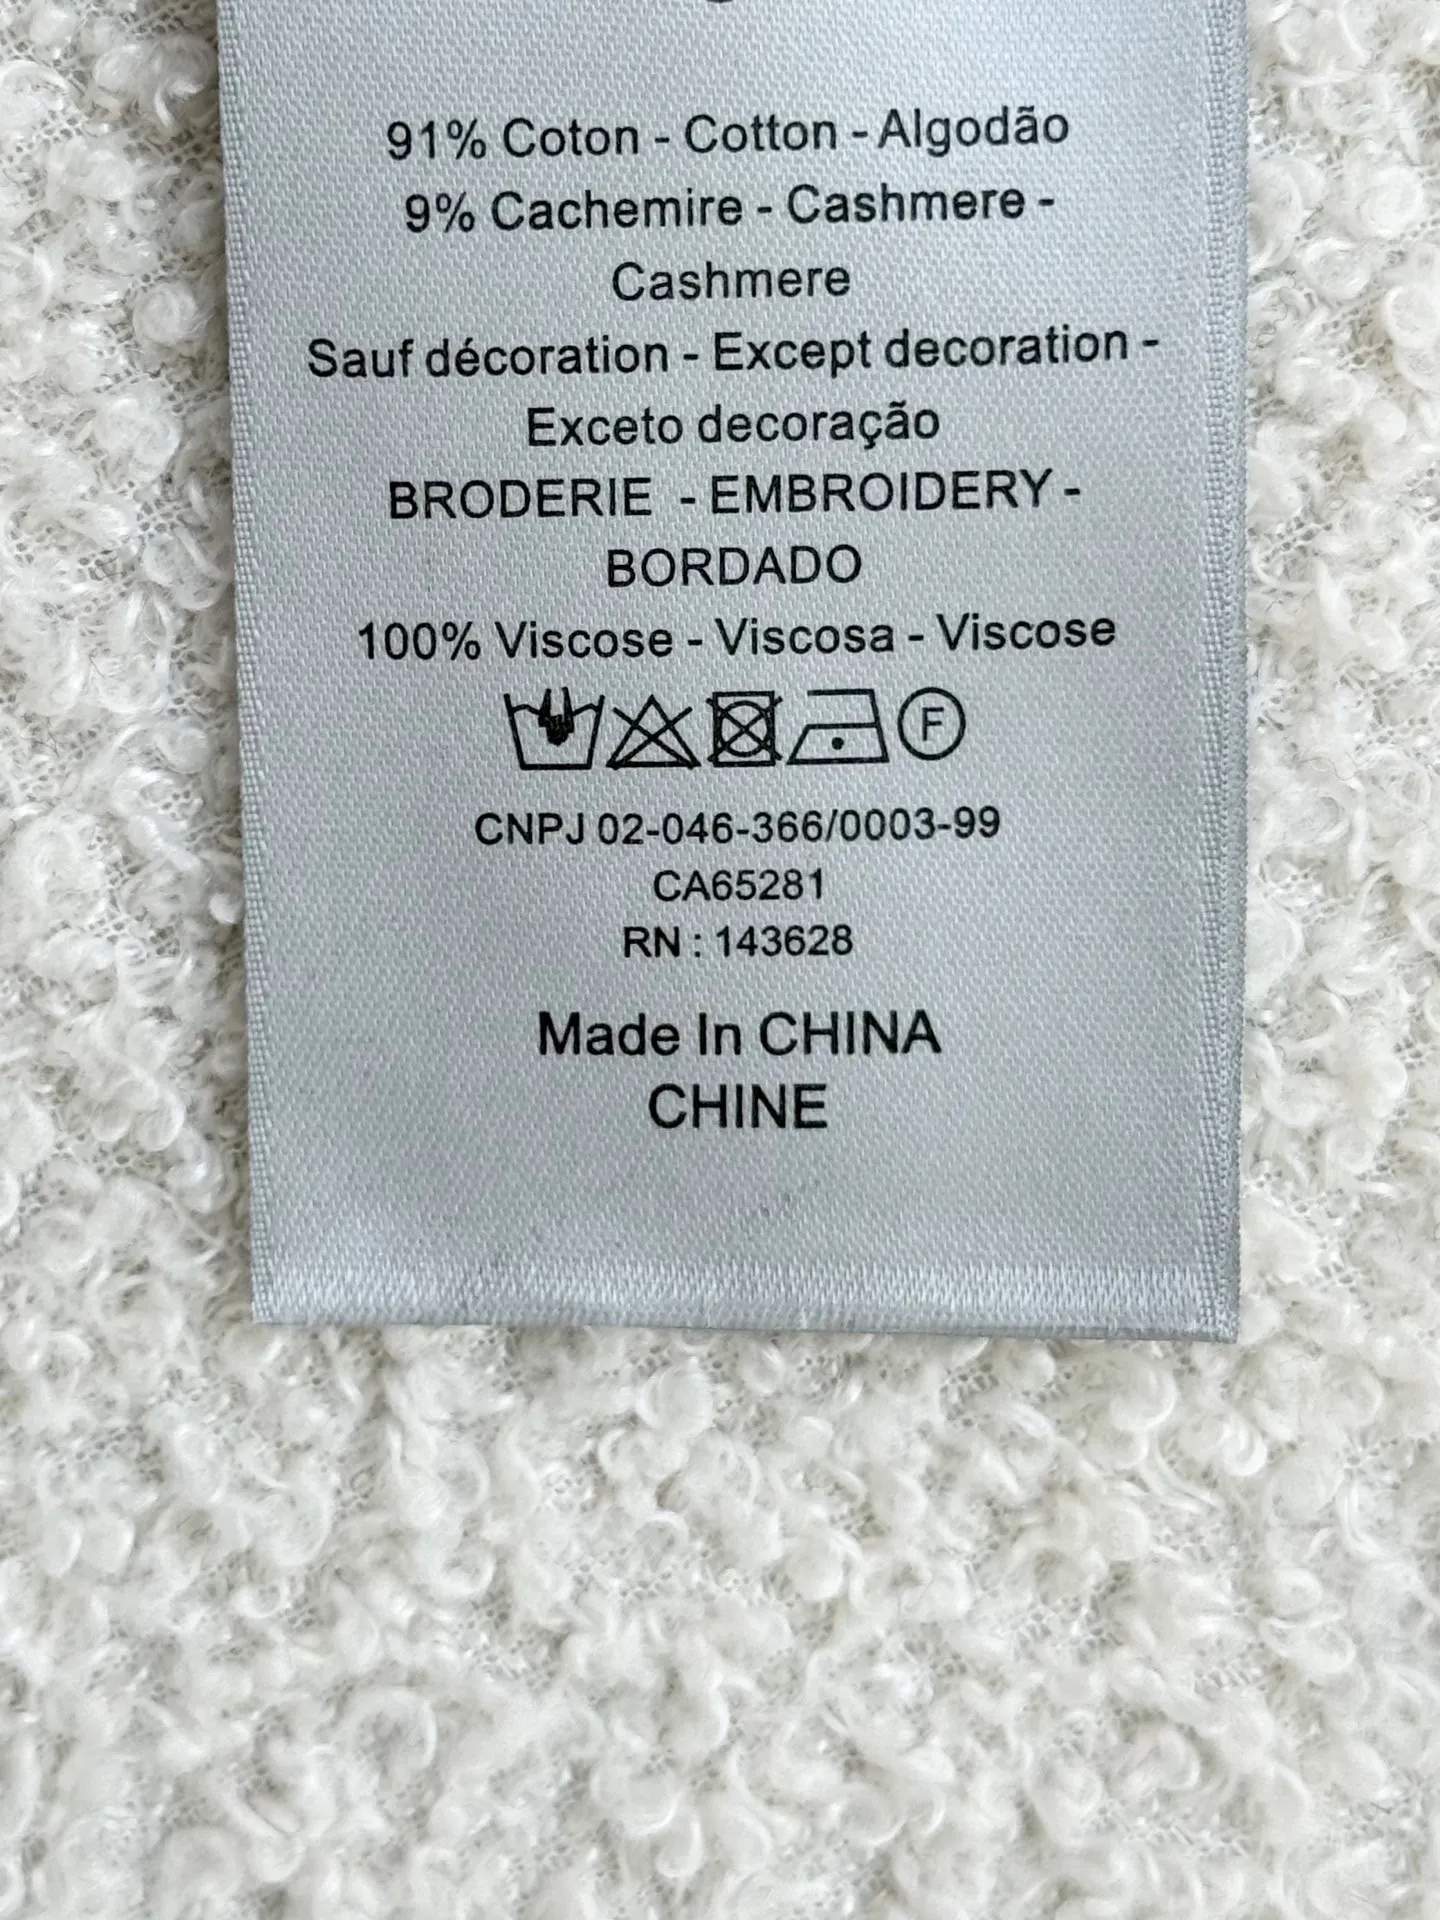 91% Coton - Cotton - Algodão
9% Cachemire - Cashmere -
Cashmere
Sauf décoration - Except decoration -
Exceto decoração
BRODERIE - EMBROIDERY -
BORDADO
100% Viscose - Viscosa - Viscose
F
CNPJ 02-046-366/0003-99
CA65281
RN : 143628
Made In CHINA
CHINE